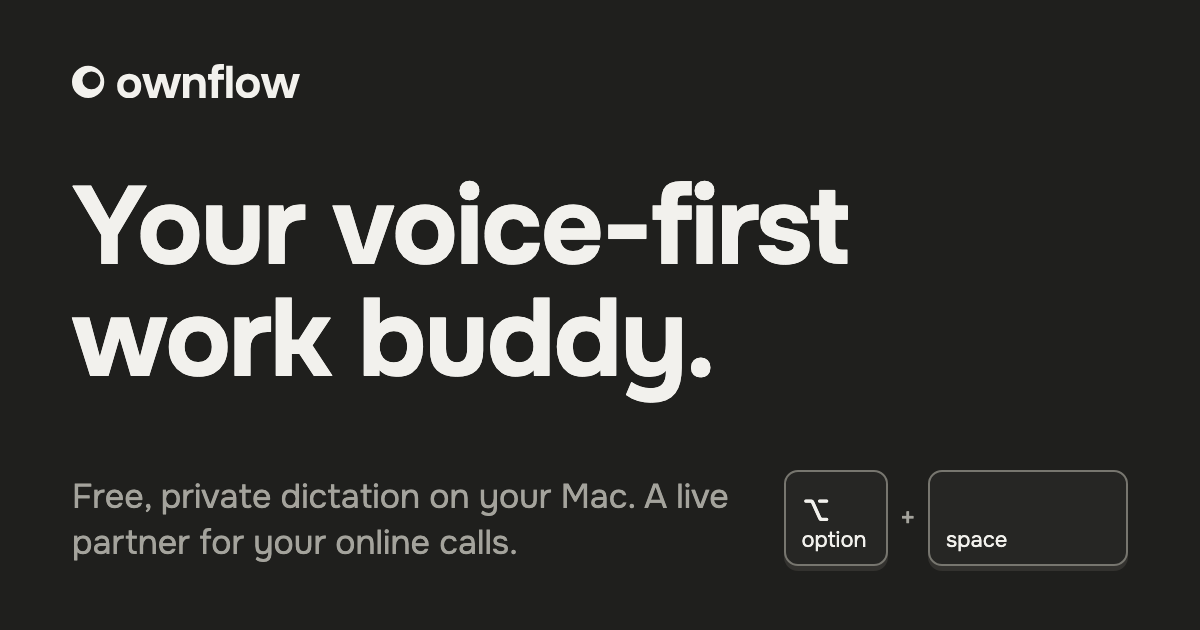 ownflow
Your voice-first
work buddy.
Free, private dictation on your Mac. A live
partner for your online calls.
⌥
option + space